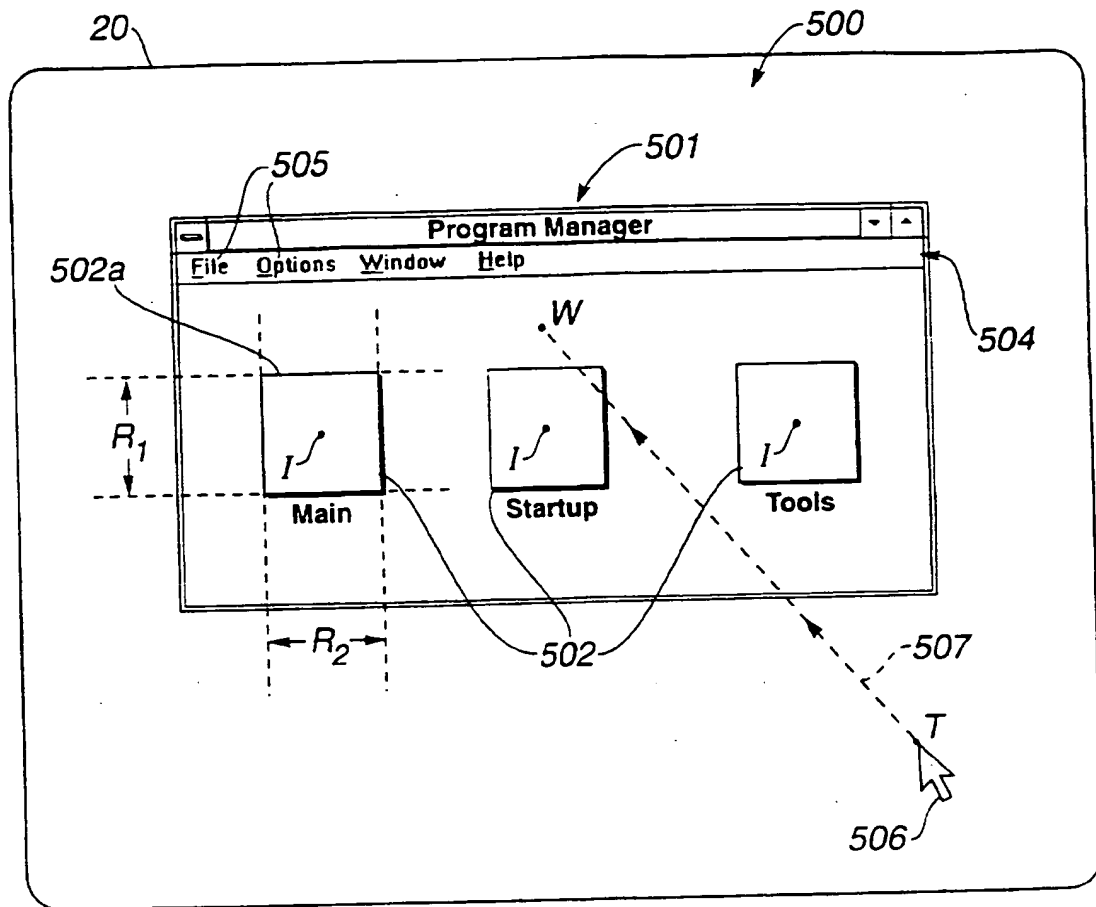 20
500
505
501
Program Manager
File Options Window Help
502a
504
W
R1
I
I
I
Main
Startup
Tools
R2
502
507
T
506